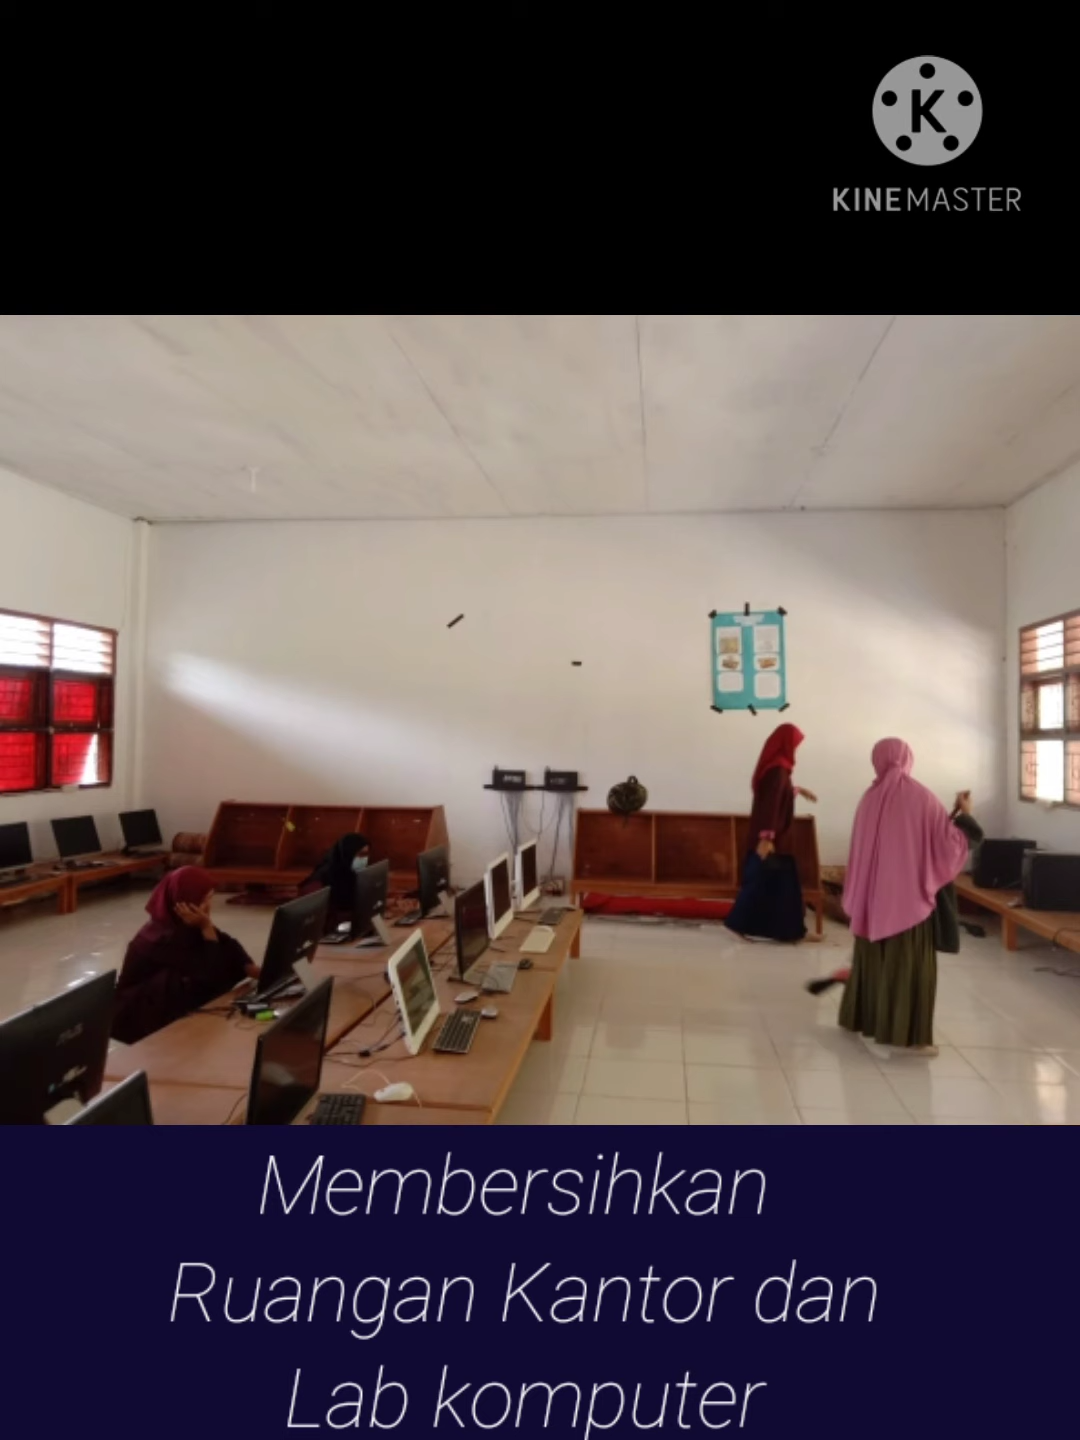 K
KINEMASTER
Membersihkan
Ruangan Kantor dan
Lab komputer